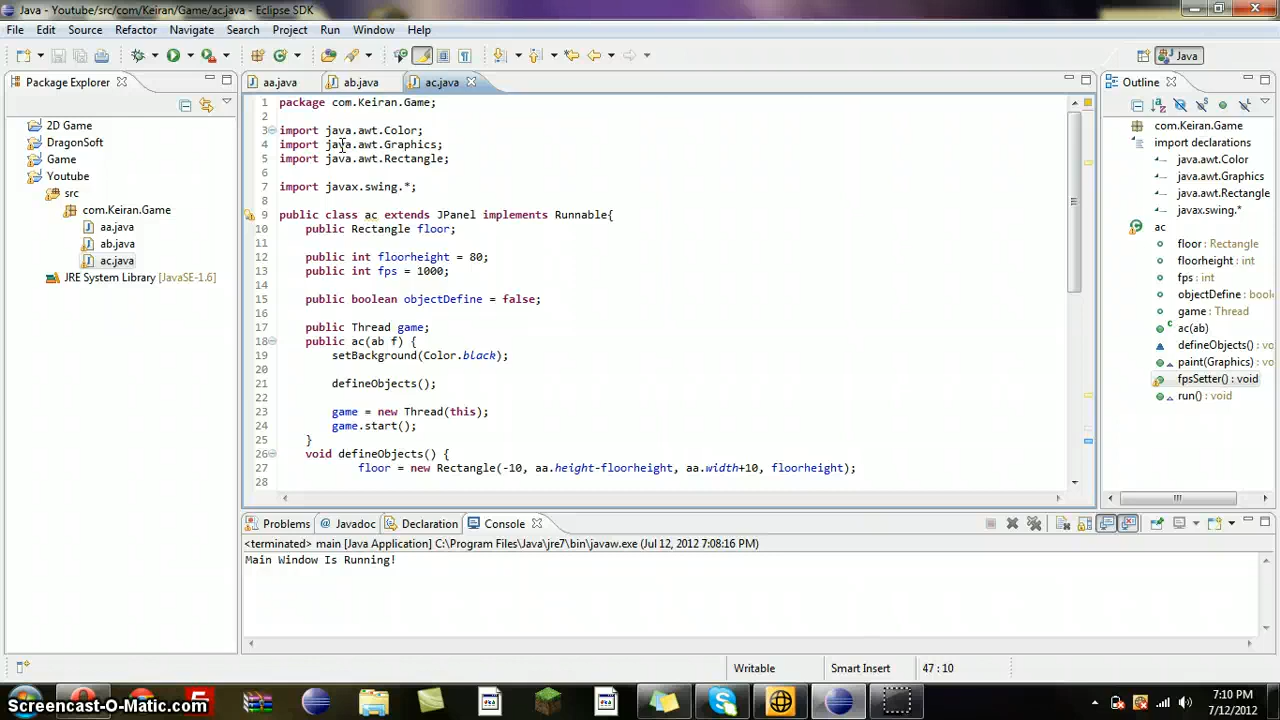 Java - Youtube/src/com/Keiran/Game/ac.java - Eclipse SDK
File Edit Source Refactor Navigate Search Project Run Window Help
Java
Package Explorer
aa.java
ab.java
ac.java
Outline
2D Game
DragonSoft
Game
Youtube
src
com.Keiran.Game
aa.java
ab.java
ac.java
JRE System Library [JavaSE-1.6]
1 package com.Keiran.Game;
2
3 import java.awt.Color;
4 import java.awt.Graphics;
5 import java.awt.Rectangle;
6
7 import javax.swing.*;
8
9 public class ac extends JPanel implements Runnable{
10 public Rectangle floor;
11
12 public int floorheight = 80;
13 public int fps = 1000;
14
15 public boolean objectDefine = false;
16
17 public Thread game;
18 public ac(ab f) {
19 setBackground(Color.black);
20
21 defineObjects();
22
23 game = new Thread(this);
24 game.start();
25 }
26 void defineObjects() {
27 floor = new Rectangle(-10, aa.height-floorheight, aa.width+10, floorheight);
28
com.Keiran.Game
import declarations
java.awt.Color
java.awt.Graphics
java.awt.Rectangle
javax.swing.*
ac
floor : Rectangle
floorheight : int
fps : int
objectDefine : boole
game : Thread
ac(ab)
defineObjects() : vo
paint(Graphics) : vo
fpsSetter() : void
run() : void
Problems
Javadoc
Declaration
Console
<terminated> main [Java Application] C:\Program Files\Java\jre7\bin\javaw.exe (Jul 12, 2012 7:08:16 PM)
Main Window Is Running!
Writable
Smart Insert
47 : 10
Screencast-O-Matic.com
5
7:10 PM
7/12/2012